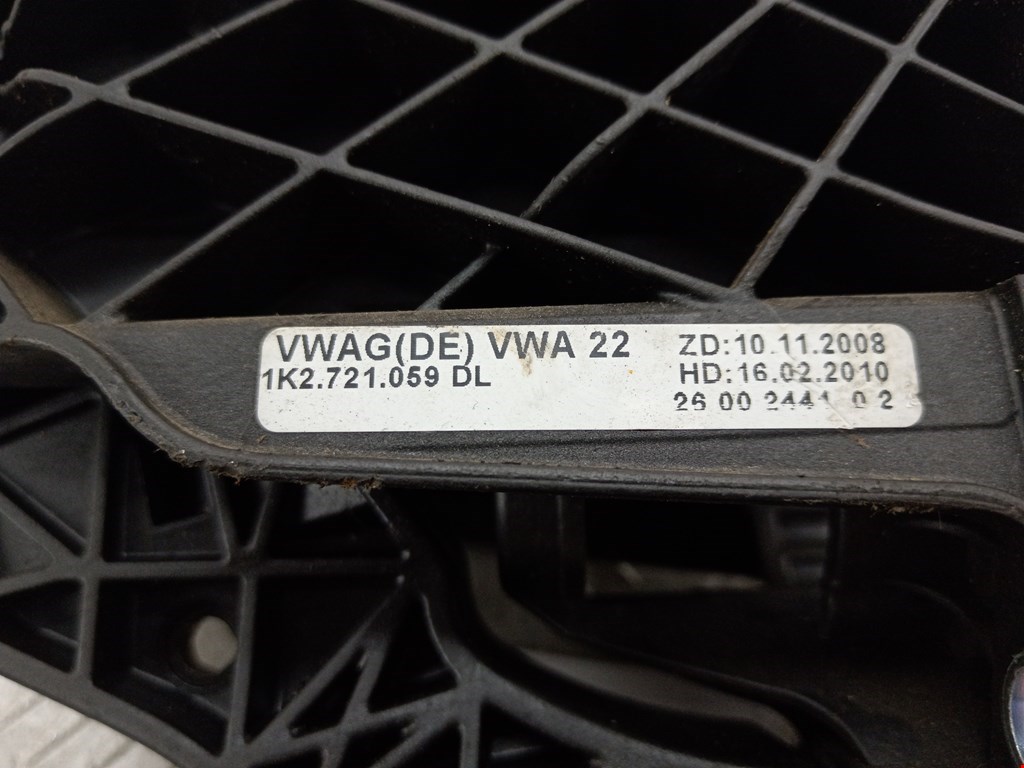 VWAG(DE) VWA 22 ZD:10.11.2008
1K2.721.059 DL HD:16.02.2010
26 00 2441 0 2